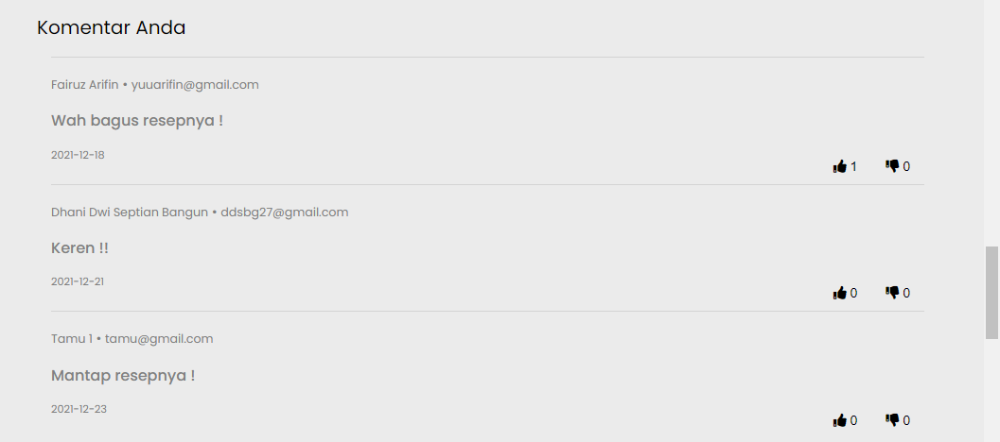 Komentar Anda
Fairuz Arifin • yuuarifin@gmail.com
Wah bagus resepnya !
2021-12-18
1 0
Dhani Dwi Septian Bangun • ddsbg27@gmail.com
Keren !!
2021-12-21
0 0
Tamu 1 • tamu@gmail.com
Mantap resepnya !
2021-12-23
0 0